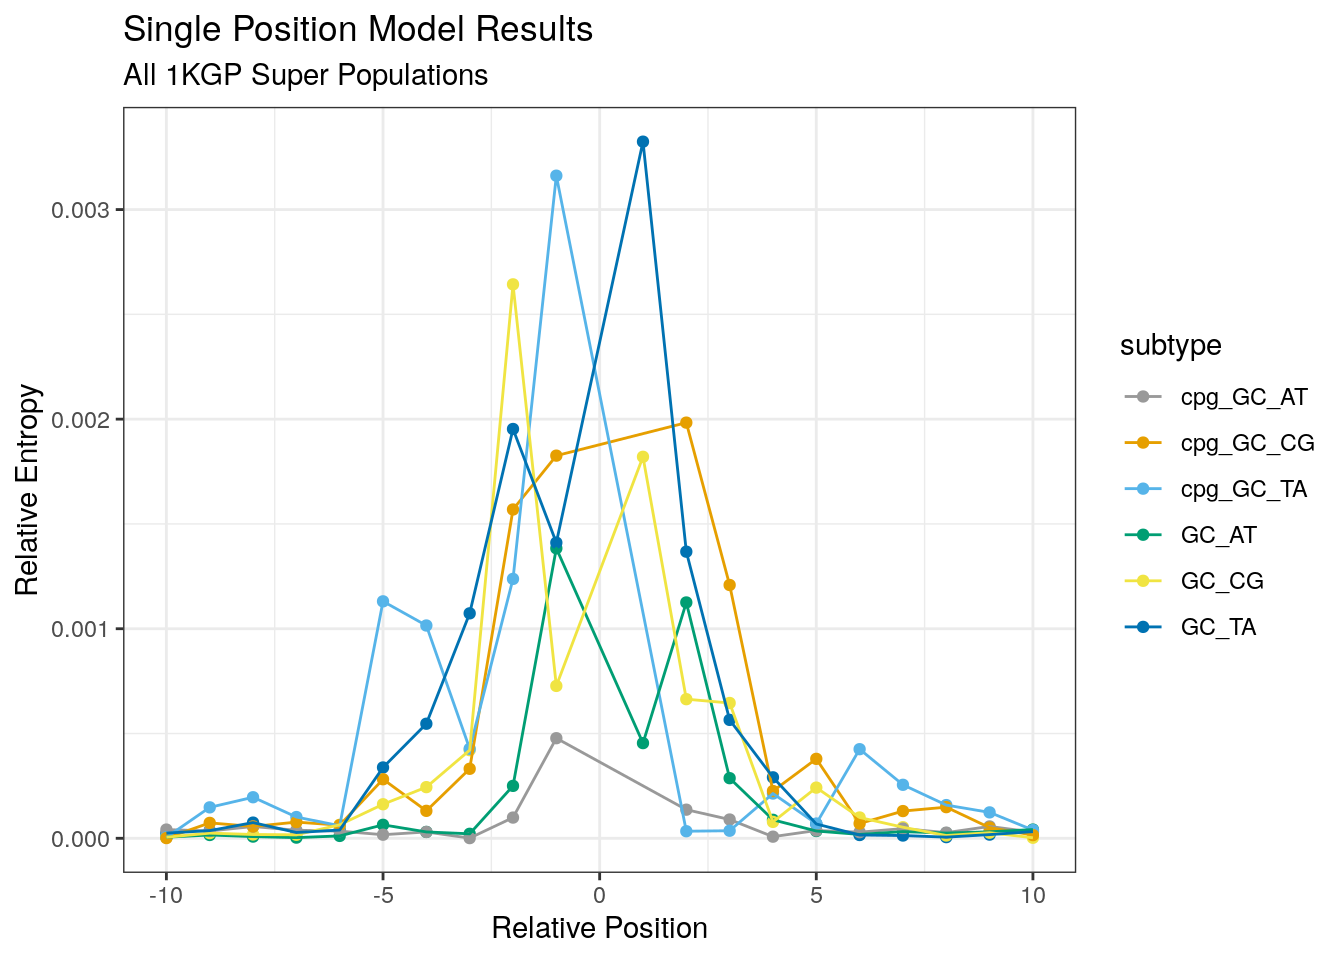 Single Position Model Results
All 1KGP Super Populations
Relative Entropy
0.003
0.002
0.001
0.000
-10
-5
0
5
10
Relative Position
subtype
cpg_GC_AT
cpg_GC_CG
cpg_GC_TA
GC_AT
GC_CG
GC_TA